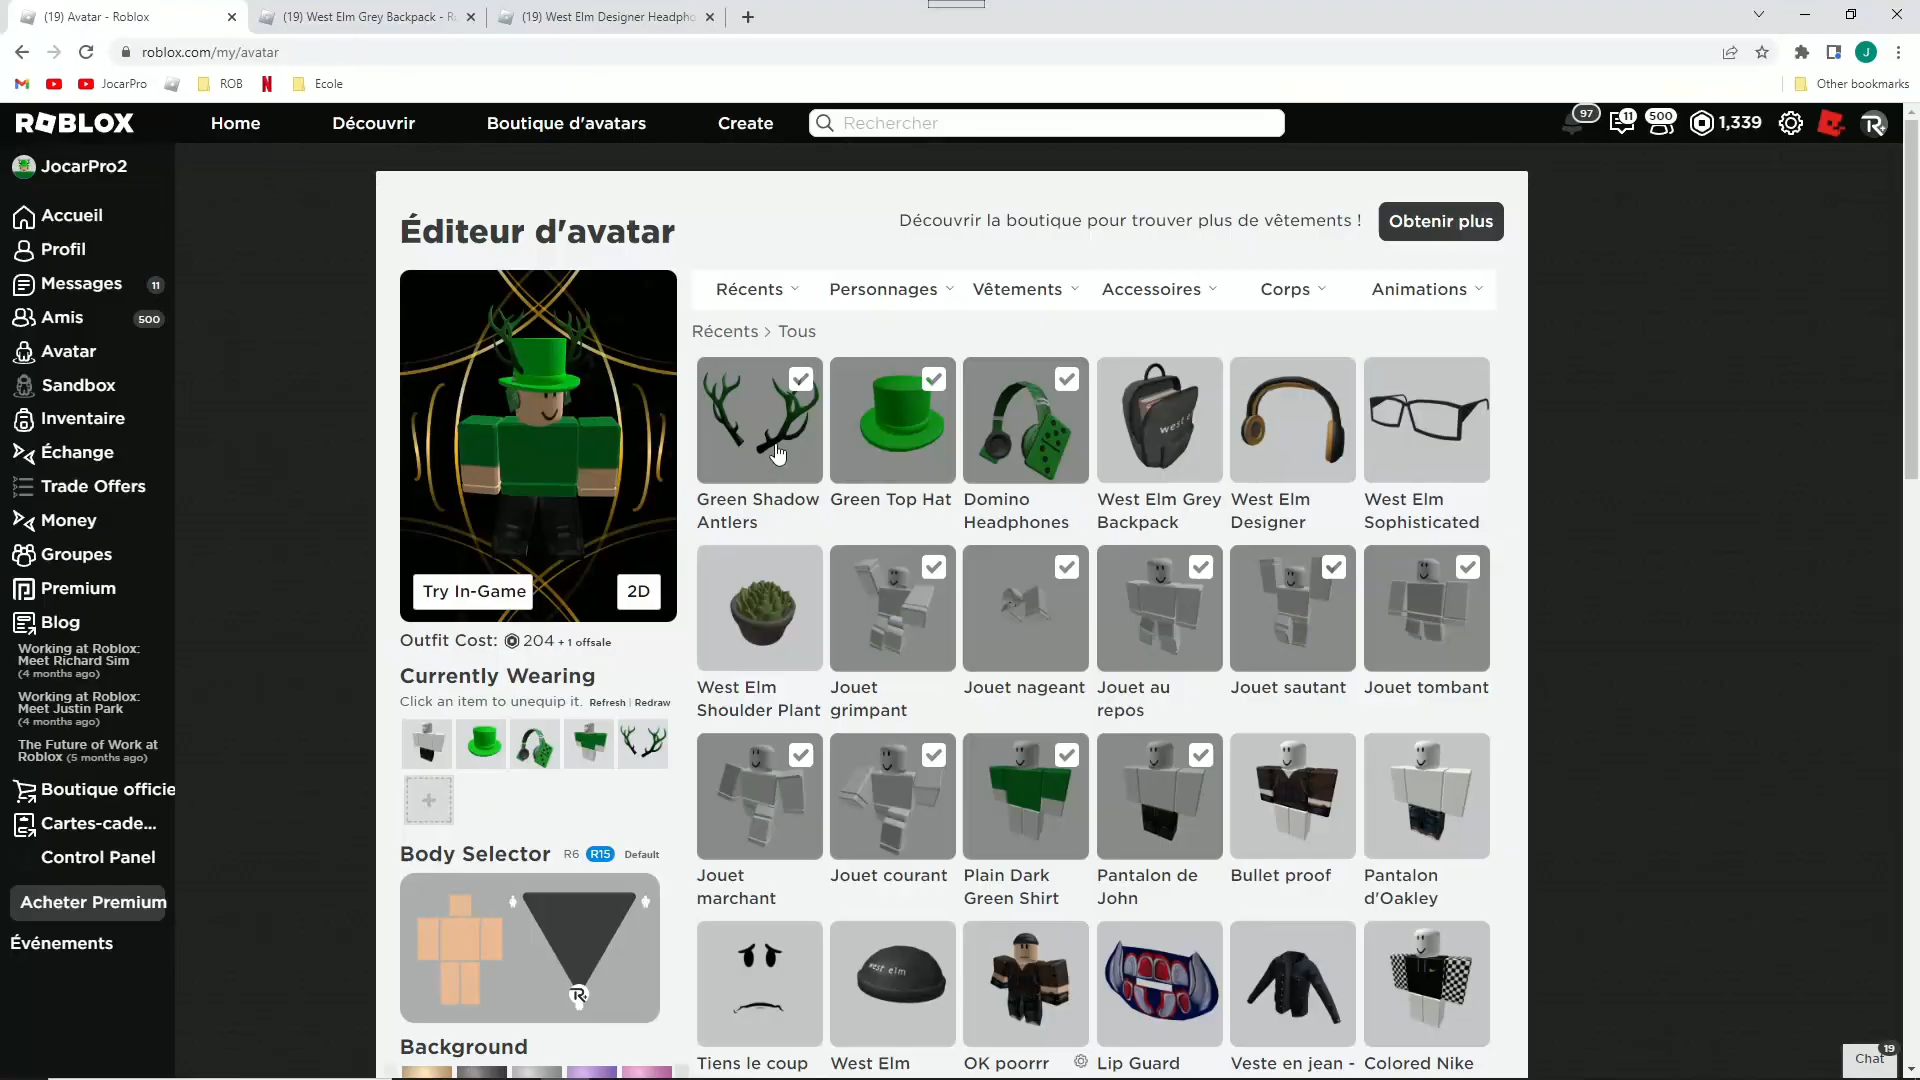 (19) Avatar - Roblox
(19) West Elm Grey Backpack - R
(19) West Elm Designer Headpho
roblox.com/my/avatar
J
JocarPro
ROB
Ecole
Other bookmarks
ROBLOX
Home
Découvrir
Boutique d'avatars
Create
Rechercher
97
11
500
1,339
JocarPro2
Accueil
Profil
Messages 11
Amis 500
Avatar
Sandbox
Inventaire
Échange
Trade Offers
Money
Groupes
Premium
Blog
Working at Roblox:
Meet Richard Sim
(4 months ago)
Working at Roblox:
Meet Justin Park
(4 months ago)
The Future of Work at
Roblox (5 months ago)
Boutique officie
Cartes-cade...
Control Panel
Acheter Premium
Événements
Éditeur d'avatar
Découvrir la boutique pour trouver plus de vêtements !
Obtenir plus
Try In-Game
2D
Outfit Cost: 204 + 1 offsale
Currently Wearing
Click an item to unequip it. Refresh | Redraw
Body Selector R6 R15 Default
Background
Récents
Personnages
Vêtements
Accessoires
Corps
Animations
Récents > Tous
west e
Green Shadow
Antlers
Green Top Hat
Domino
Headphones
West Elm Grey
Backpack
West Elm
Designer
West Elm
Sophisticated
West Elm
Shoulder Plant
Jouet
grimpant
Jouet nageant
Jouet au
repos
Jouet sautant
Jouet tombant
Jouet
marchant
Jouet courant
Plain Dark
Green Shirt
Pantalon de
John
Bullet proof
Pantalon
d'Oakley
west elm
Tiens le coup
West Elm
OK poorrr
Lip Guard
Veste en jean -
Colored Nike
Chat
19